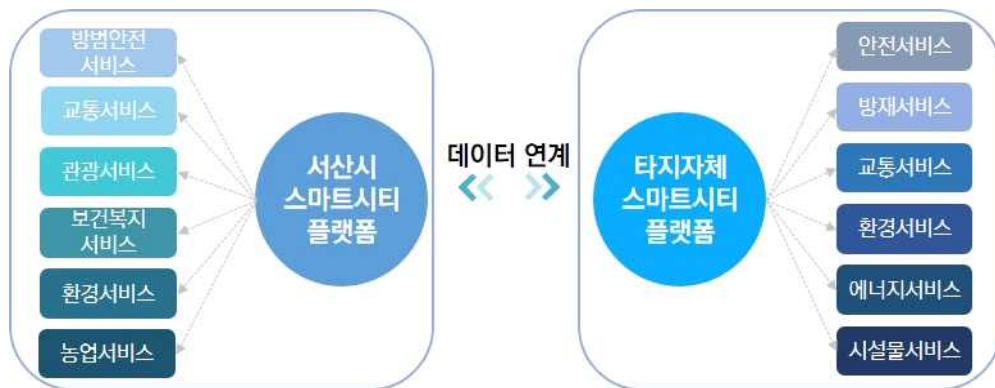 방범안전
서비스
교통서비스
관광서비스
보건복지
서비스
환경서비스
농업서비스
서산시
스마트시티
플랫폼
데이터 연계
타지자체
스마트시티
플랫폼
안전서비스
방재서비스
교통서비스
환경서비스
에너지서비스
시설물서비스